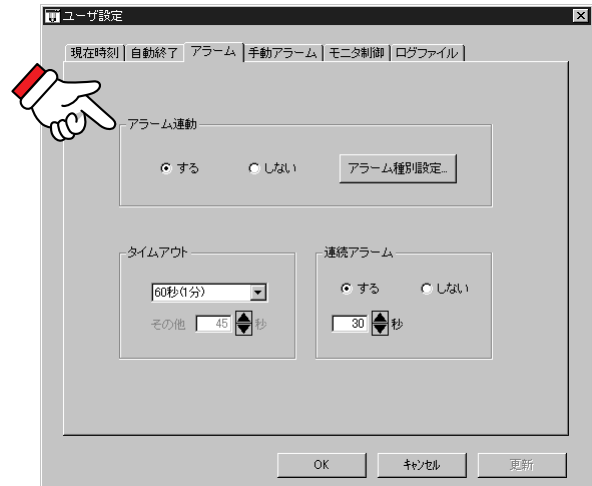 ユーザ設定
現在時刻 自動終了 アラーム 手動アラーム モニタ制御 ログファイル
アラーム連動
する しない アラーム種別設定...
タイムアウト 連続アラーム
60秒(1分) する しない
その他 45 秒 30 秒
OK キャンセル 更新